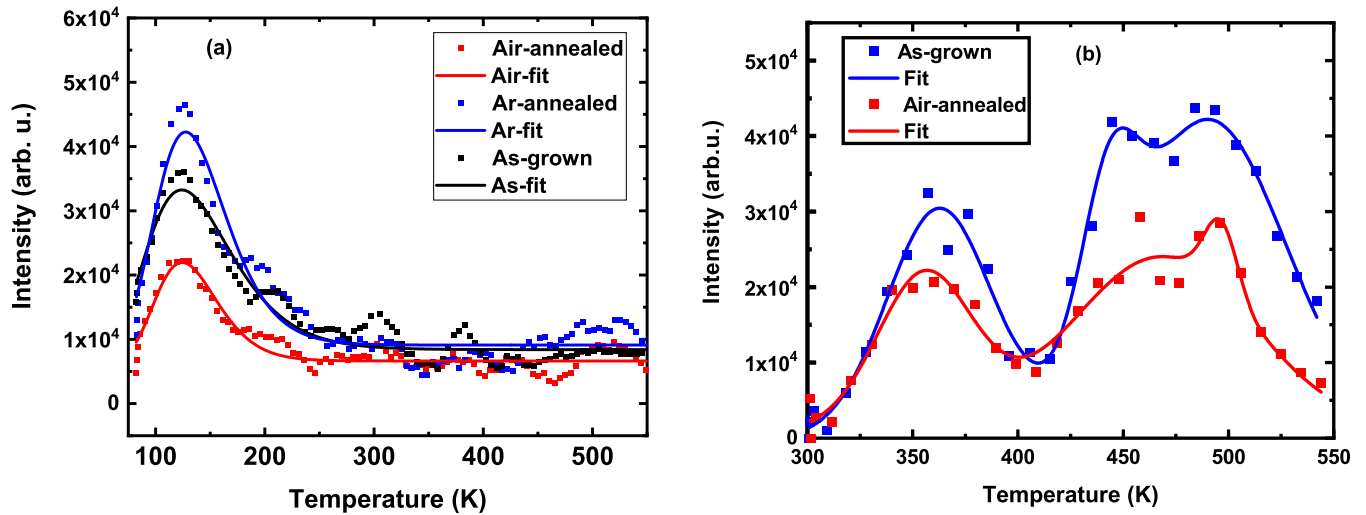 (a)
Air-annealed
Air-fit
Ar-annealed
Ar-fit
As-grown
As-fit
6x10⁴
5x10⁴
4x10⁴
3x10⁴
2x10⁴
1x10⁴
0
Intensity (arb. u.)
100 200 300 400 500
Temperature (K)
(b)
As-grown
Fit
Air-annealed
Fit
5x10⁴
4x10⁴
3x10⁴
2x10⁴
1x10⁴
0
Intensity (arb.u.)
300 350 400 450 500 550
Temperature (K)